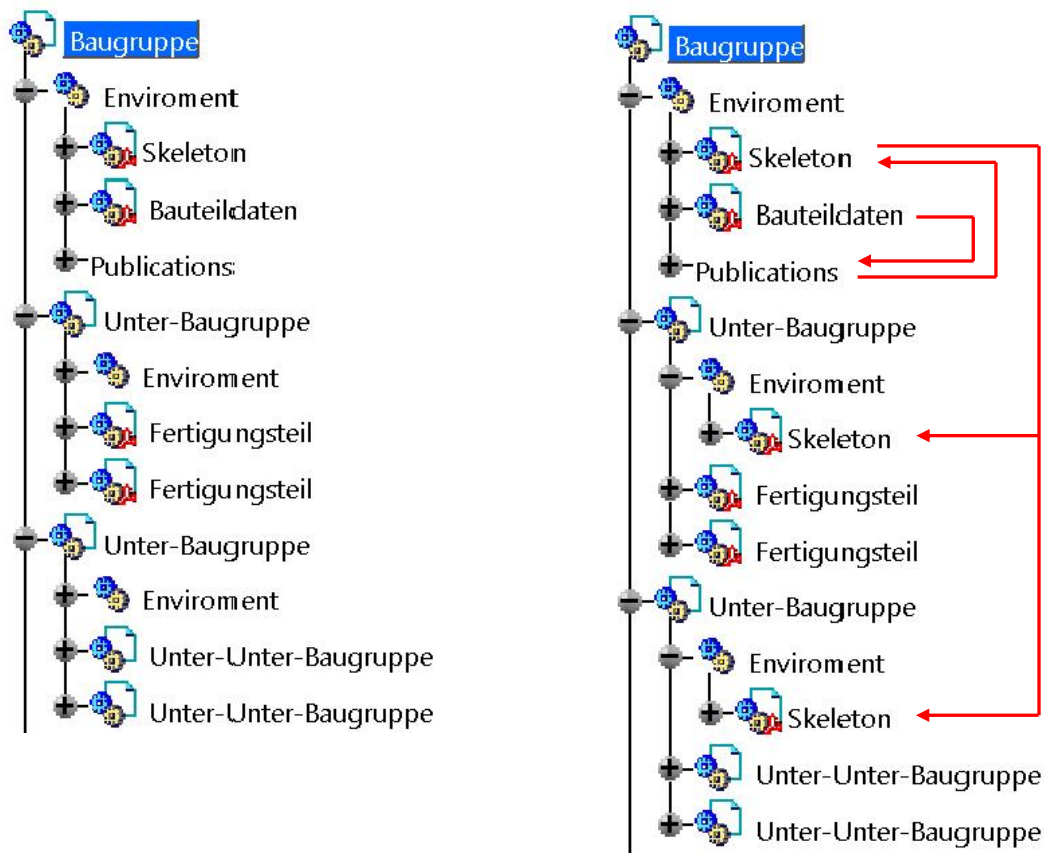 Baugruppe
Enviroment
Skeleton
Bauteildaten
Publications
Unter-Baugruppe
Enviroment
Fertigungsteil
Fertigungsteil
Unter-Baugruppe
Enviroment
Unter-Unter-Baugruppe
Unter-Unter-Baugruppe
Baugruppe
Enviroment
Skeleton
Bauteildaten
Publications
Unter-Baugruppe
Enviroment
Skeleton
Fertigungsteil
Fertigungsteil
Unter-Baugruppe
Enviroment
Skeleton
Unter-Unter-Baugruppe
Unter-Unter-Baugruppe